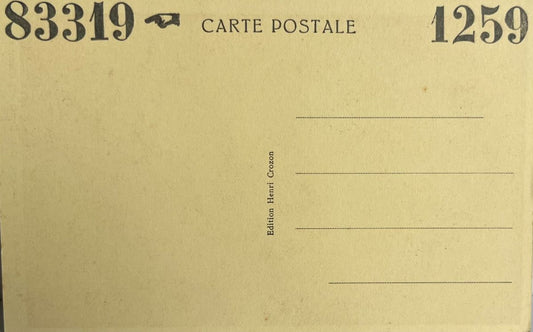 83319 CARTE POSTALE 1259
Edition Henri Crozon